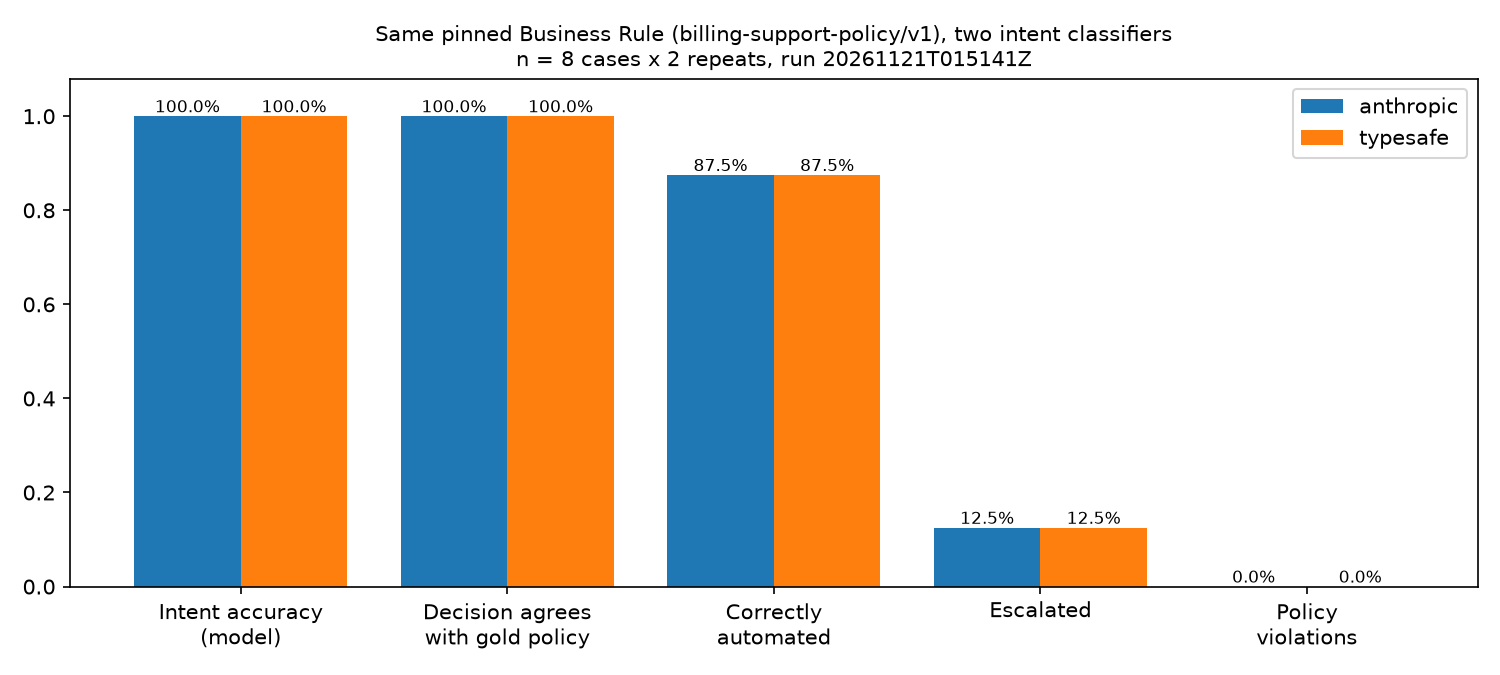 Same pinned Business Rule (billing-support-policy/v1), two intent classifiers
n = 8 cases x 2 repeats, run 20261121T015141Z
anthropic
typesafe
1.0
0.8
0.6
0.4
0.2
0.0
100.0% 100.0% 100.0% 100.0%
87.5% 87.5%
12.5% 12.5%
0.0% 0.0%
Intent accuracy
(model)
Decision agrees
with gold policy
Correctly
automated
Escalated
Policy
violations